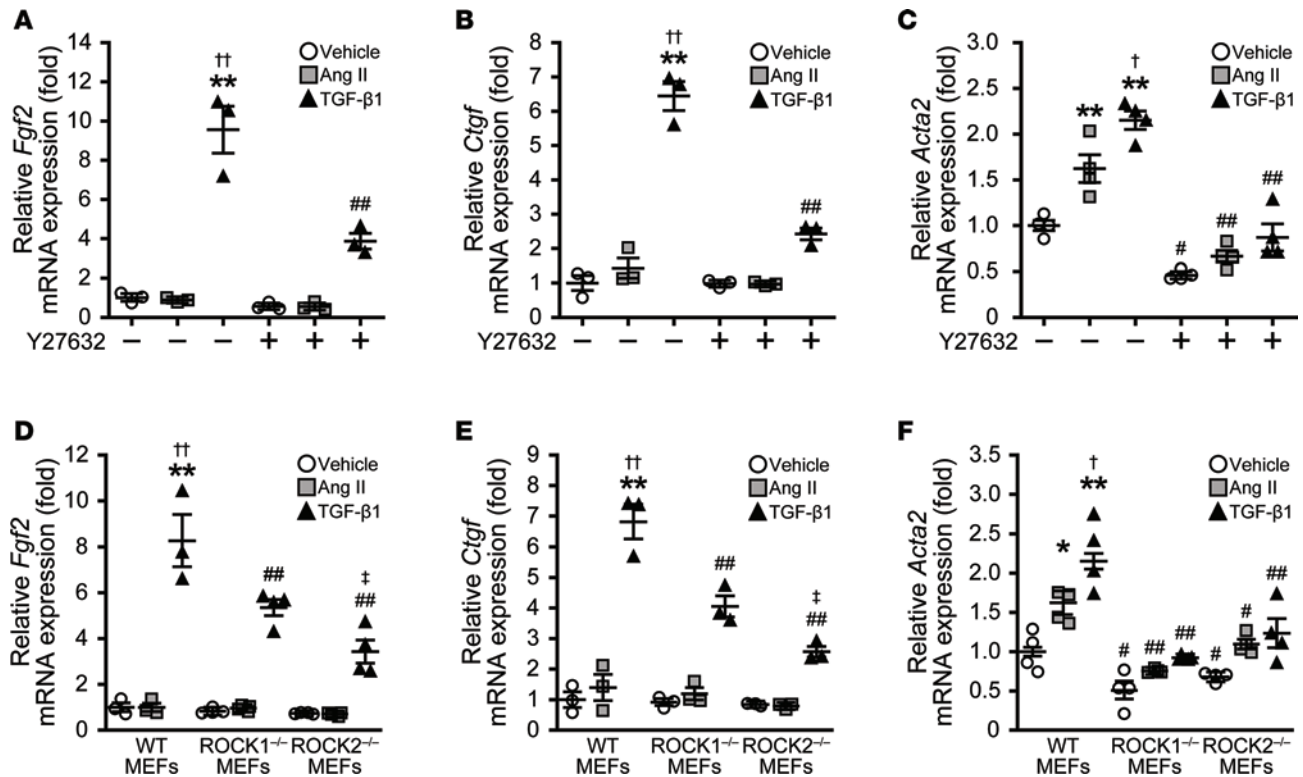 A
Relative Fgf2
mRNA expression (fold)
14
12
10
8
6
4
2
0
††
**
##
Vehicle
Ang II
TGF-β1
Y27632
− − − + + +
B
Relative Ctgf
mRNA expression (fold)
8
7
6
5
4
3
2
1
0
††
**
##
Vehicle
Ang II
TGF-β1
Y27632
− − − + + +
C
Relative Acta2
mRNA expression (fold)
3.0
2.5
2.0
1.5
1.0
0.5
0
**
†
**
#
##
##
Vehicle
Ang II
TGF-β1
Y27632
− − − + + +
D
Relative Fgf2
mRNA expression (fold)
12
10
8
6
4
2
0
††
**
##
‡
##
Vehicle
Ang II
TGF-β1
WT ROCK1−/− ROCK2−/−
MEFs MEFs MEFs
E
Relative Ctgf
mRNA expression (fold)
9
8
7
6
5
4
3
2
1
0
††
**
##
‡
##
Vehicle
Ang II
TGF-β1
WT ROCK1−/− ROCK2−/−
MEFs MEFs MEFs
F
Relative Acta2
mRNA expression (fold)
3.5
3.0
2.5
2.0
1.5
1.0
0.5
0
*
†
**
#
##
##
#
#
##
Vehicle
Ang II
TGF-β1
WT ROCK1−/− ROCK2−/−
MEFs MEFs MEFs